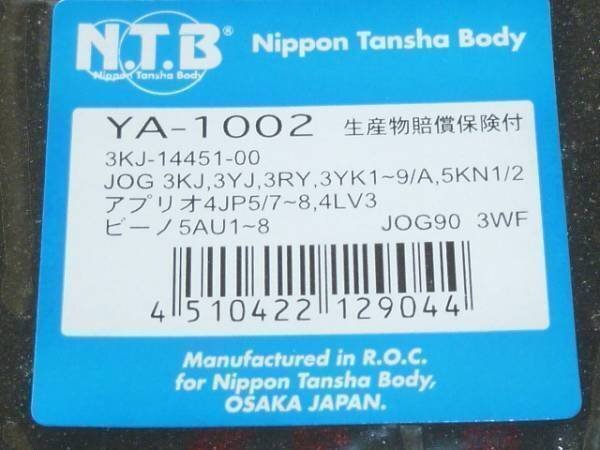 N.T.B®
Nippon Tansha Body
Nippon Tansha Body
YA-1002 生産物賠償保険付
3KJ-14451-00
JOG 3KJ,3YJ,3RY,3YK1~9/A,5KN1/2
アプリオ4JP5/7~8,4LV3
ビーノ5AU1~8 JOG90 3WF
4 510422 129044
Manufactured in R.O.C.
for Nippon Tansha Body,
OSAKA JAPAN.